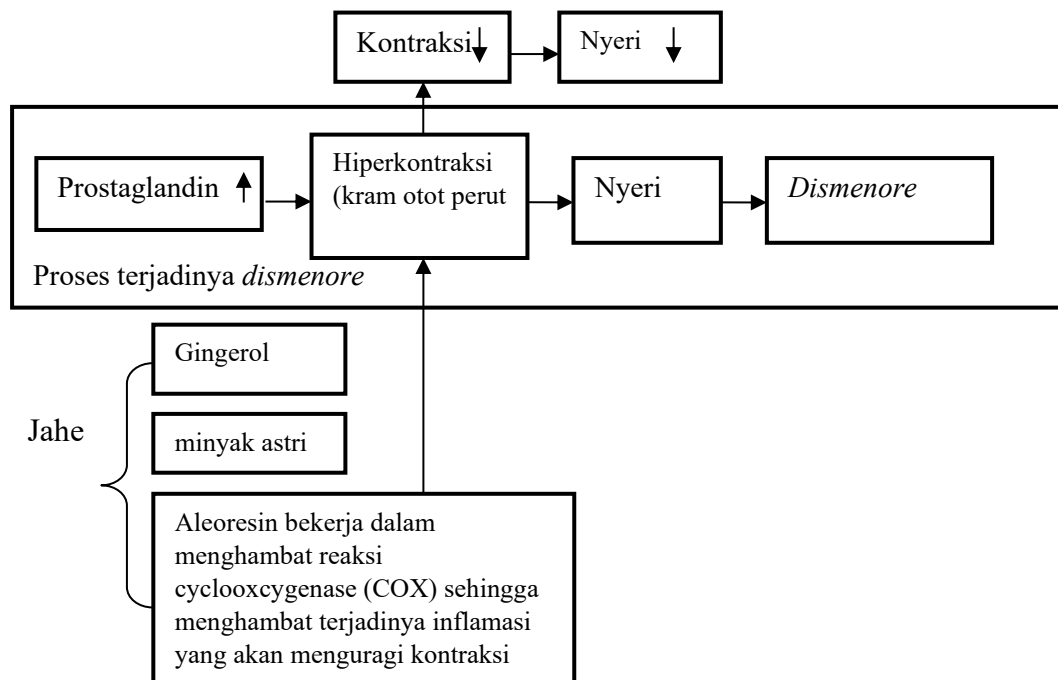 Kontraksi
Nyeri
Prostaglandin
Hiperkontraksi
(kram otot perut
Nyeri
Dismenore
Proses terjadinya dismenore
Jahe
Gingerol
minyak astri
Aleoresin bekerja dalam
menghambat reaksi
cyclooxcygenase (COX) sehingga
menghambat terjadinya inflamasi
yang akan menguragi kontraksi